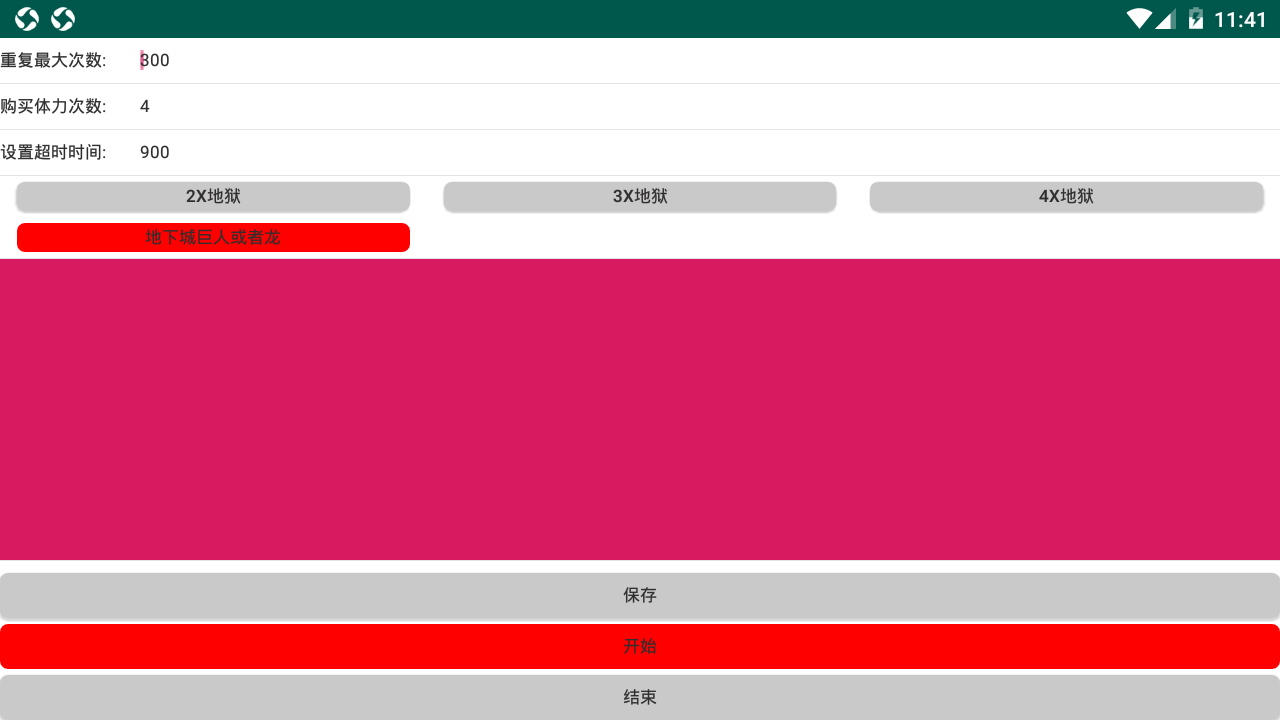 11:41
重复最大次数: 300
购买体力次数: 4
设置超时时间: 900
2X地狱 3X地狱 4X地狱
地下城巨人或者龙
保存
开始
结束